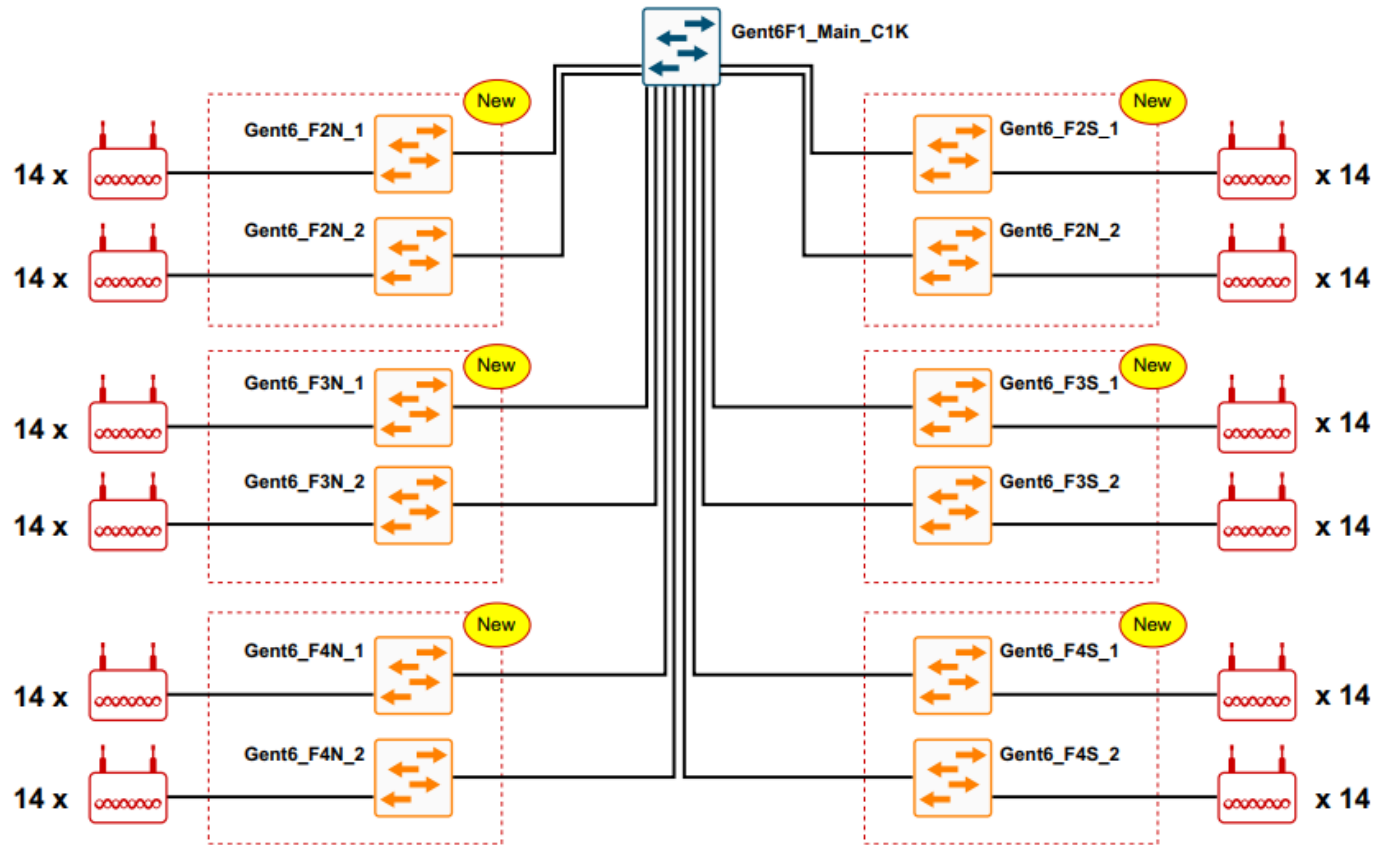 Gent6F1_Main_C1K
New
Gent6_F2N_1
14 x
Gent6_F2N_2
14 x
New
Gent6_F2S_1
x 14
Gent6_F2N_2
x 14
New
Gent6_F3N_1
14 x
Gent6_F3N_2
14 x
New
Gent6_F3S_1
x 14
Gent6_F3S_2
x 14
New
Gent6_F4N_1
14 x
Gent6_F4N_2
14 x
New
Gent6_F4S_1
x 14
Gent6_F4S_2
x 14